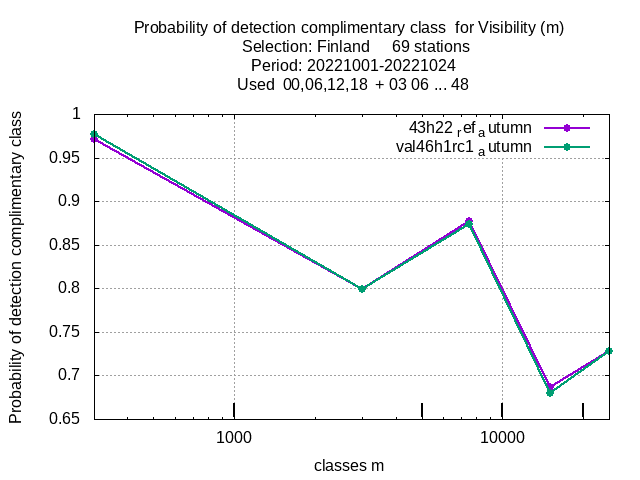 Probability of detection complimentary class  for Visibility (m)
Selection: Finland     69 stations
Period: 20221001-20221024
Used  00,06,12,18  + 03 06 ... 48
43h22 ref autumn
val46h1rc1 autumn
Probability of detection complimentary class
1
0.95
0.9
0.85
0.8
0.75
0.7
0.65
1000
10000
classes m